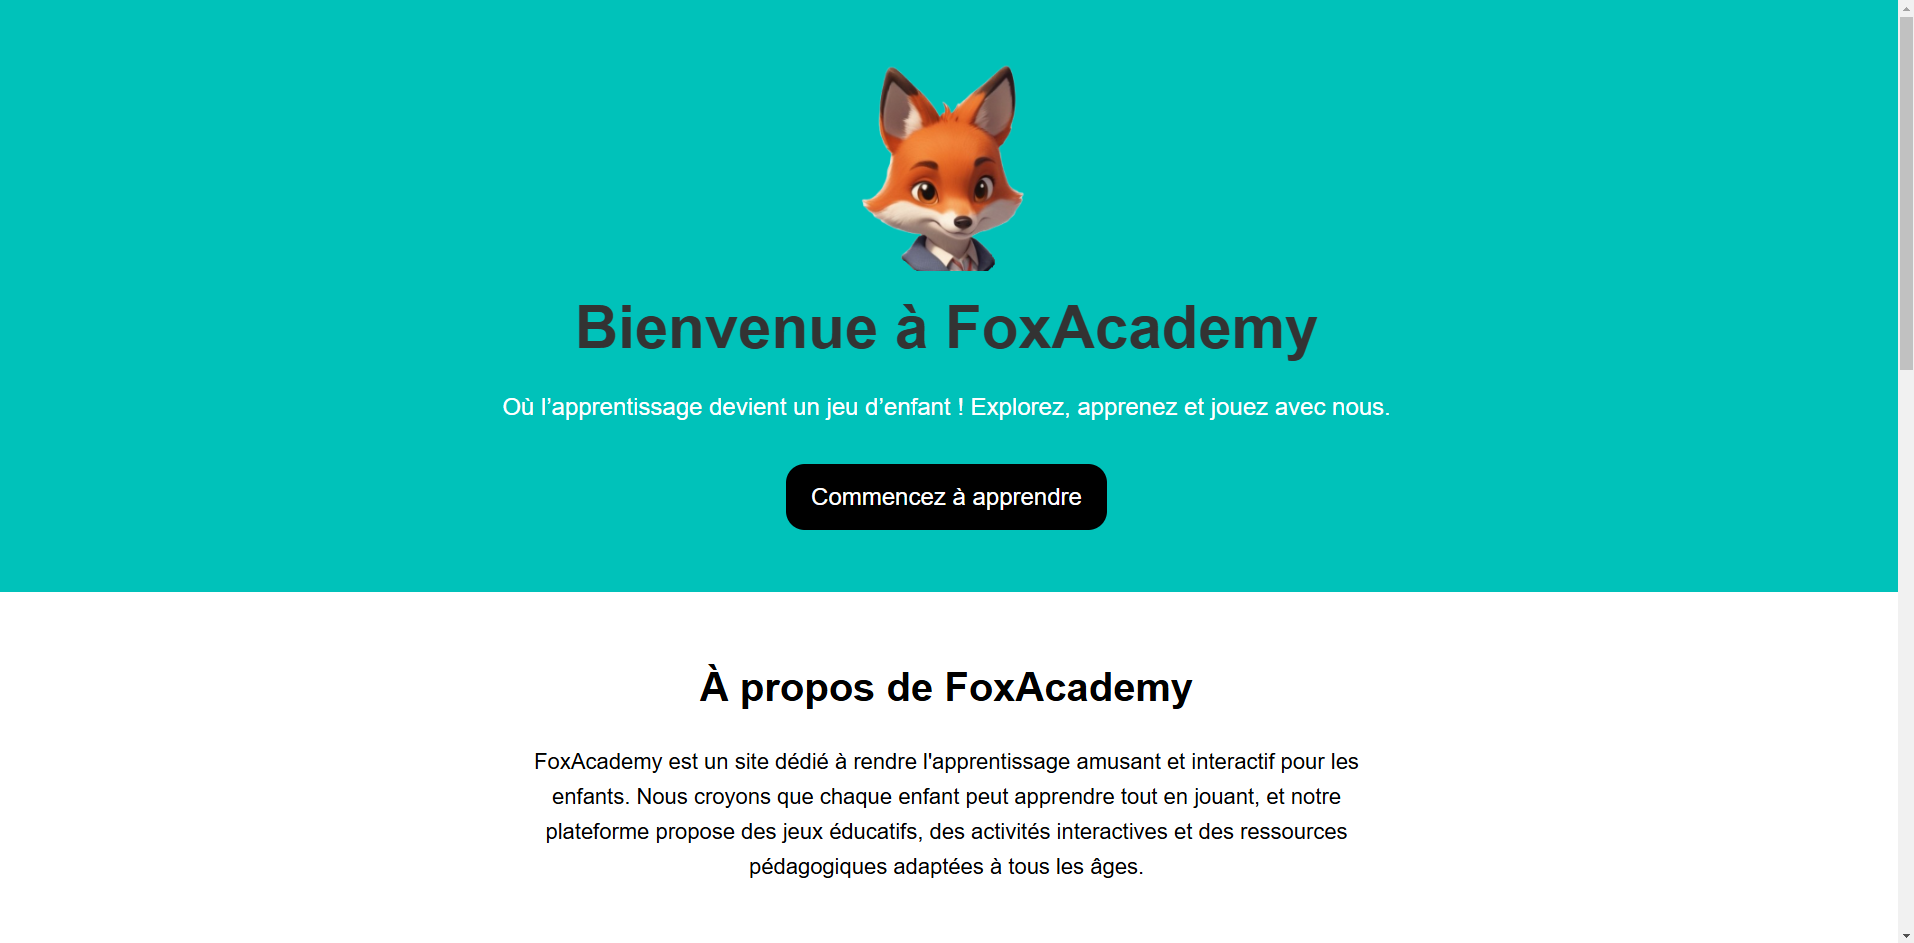 Bienvenue à FoxAcademy
Où l’apprentissage devient un jeu d’enfant ! Explorez, apprenez et jouez avec nous.
Commencez à apprendre
À propos de FoxAcademy
FoxAcademy est un site dédié à rendre l'apprentissage amusant et interactif pour les
enfants. Nous croyons que chaque enfant peut apprendre tout en jouant, et notre
plateforme propose des jeux éducatifs, des activités interactives et des ressources
pédagogiques adaptées à tous les âges.